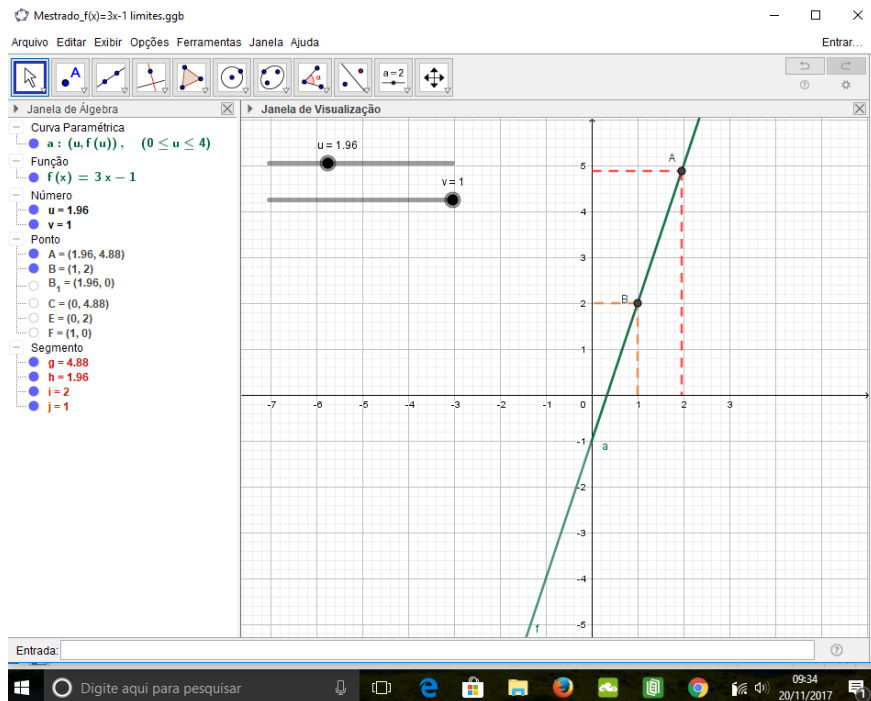 Mestrado_f(x)=3x-1 limites.ggb
Arquivo Editar Exibir Opções Ferramentas Janela Ajuda Entrar...
A α a = 2
Janela de Álgebra
Janela de Visualização
Curva Paramétrica
a : (u, f(u)), (0 ≤ u ≤ 4)
Função
f(x) = 3 x − 1
Número
u = 1.96
v = 1
Ponto
A = (1.96, 4.88)
B = (1, 2)
B₁ = (1.96, 0)
C = (0, 4.88)
E = (0, 2)
F = (1, 0)
Segmento
g = 4.88
h = 1.96
i = 2
j = 1
u = 1.96
v = 1
A
5
4
3
B
2
1
-7 -6 -5 -4 -3 -2 -1 0 1 2 3
-1
a
-2
-3
-4
-5
f
Entrada:
Digite aqui para pesquisar
09:34
20/11/2017
1